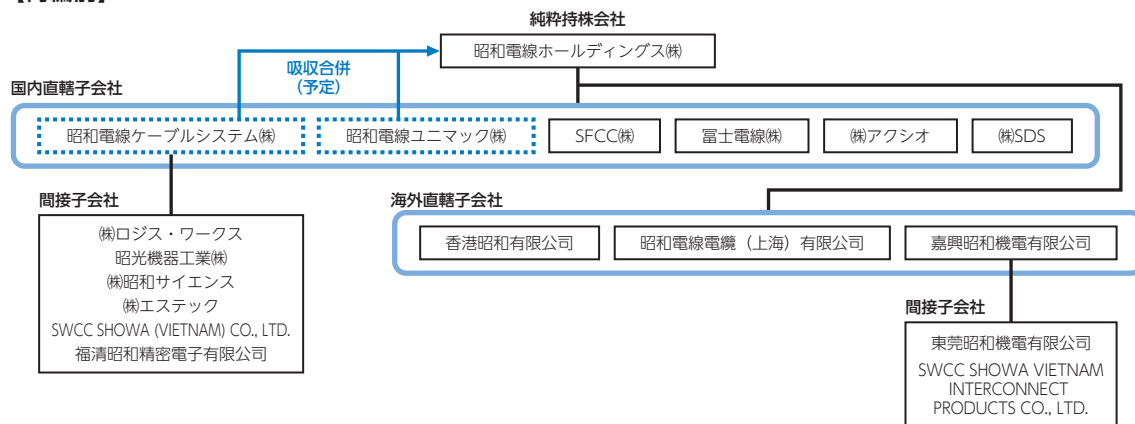 純粋持株会社
昭和電線ホールディングス㈱
吸収合併
(予定)
国内直轄子会社
昭和電線ケーブルシステム㈱
昭和電線ユニマック㈱
SFCC㈱
冨士電線㈱
㈱アクシオ
㈱SDS
間接子会社
㈱ロジス・ワークス
昭光機器工業㈱
㈱昭和サイエンス
㈱エステック
SWCC SHOWA (VIETNAM) CO., LTD.
福清昭和精密電子有限公司
海外直轄子会社
香港昭和有限公司
昭和電線電纜（上海）有限公司
嘉興昭和機電有限公司
間接子会社
東莞昭和機電有限公司
SWCC SHOWA VIETNAM
INTERCONNECT
PRODUCTS CO., LTD.